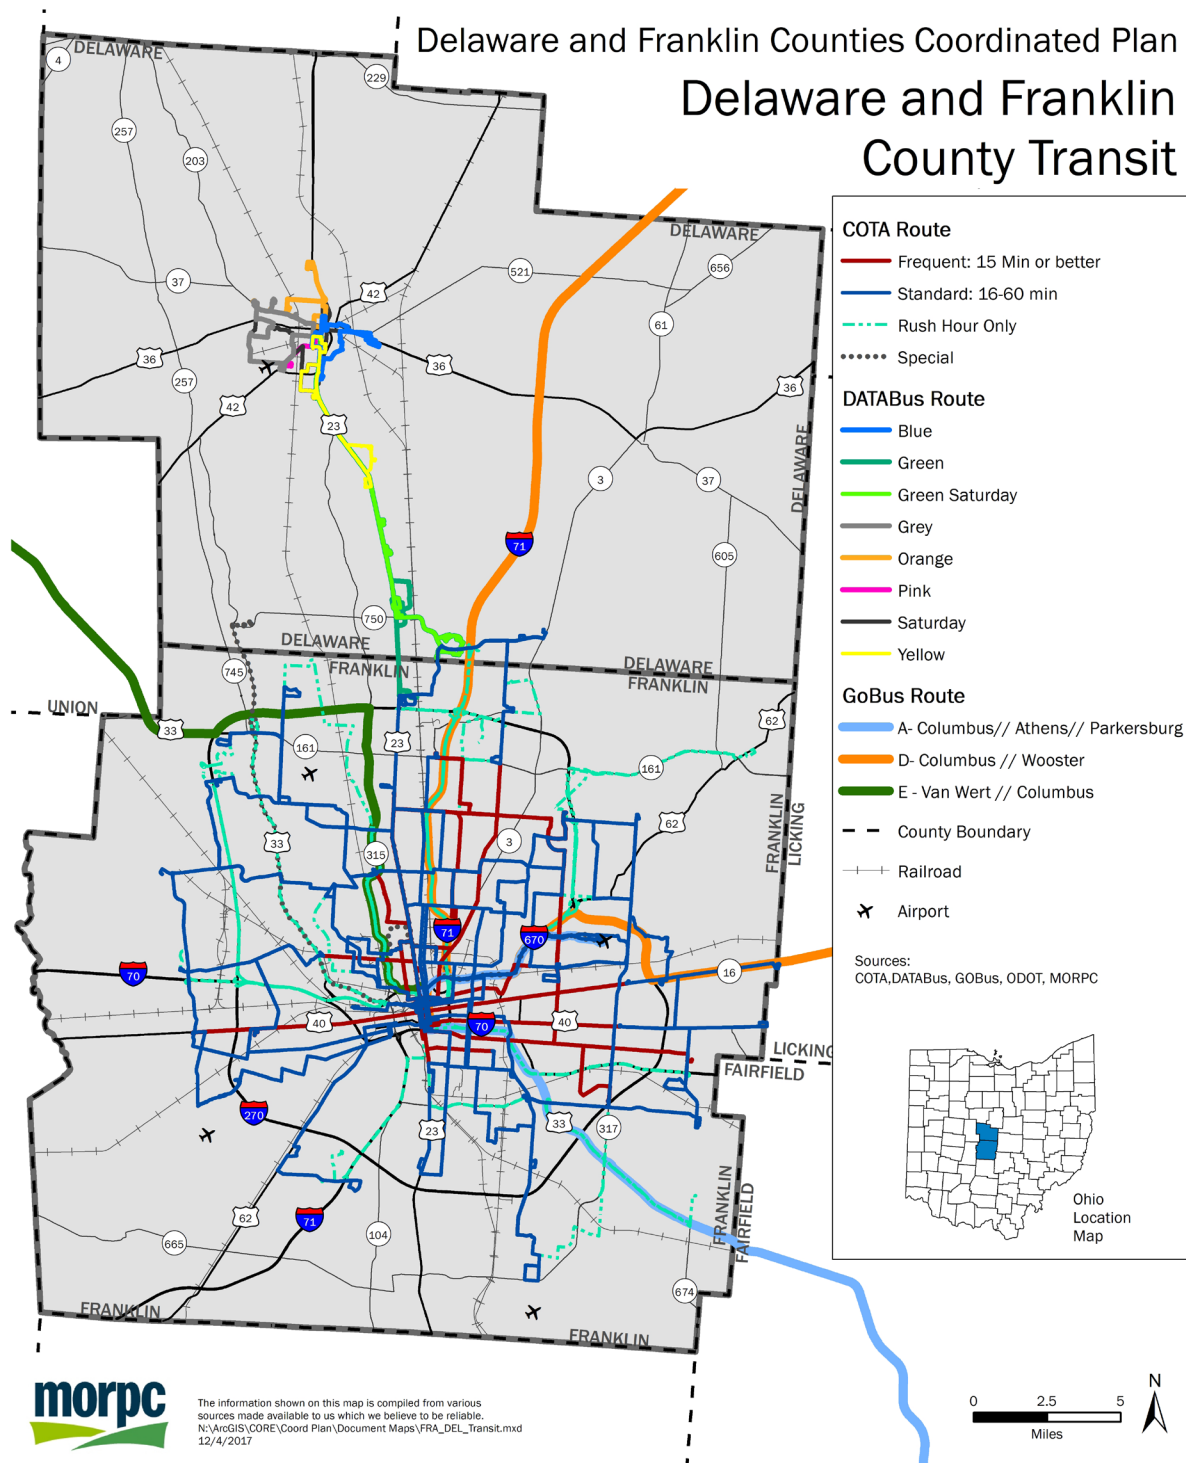 Delaware and Franklin Counties Coordinated Plan
Delaware and Franklin
County Transit
COTA Route
Frequent: 15 Min or better
Standard: 16-60 min
Rush Hour Only
Special
DATABus Route
Blue
Green
Green Saturday
Grey
Orange
Pink
Saturday
Yellow
GoBus Route
A- Columbus// Athens// Parkersburg
D- Columbus // Wooster
E - Van Wert // Columbus
County Boundary
Railroad
Airport
Sources:
COTA,DATABus, GOBus, ODOT, MORPC
Ohio
Location
Map
N
0 2.5 5
Miles
DELAWARE
4
229
257
203
DELAWARE
656
521
37
42
61
36
36
36
257
42
23
DELAWARE
3
37
71
605
750
DELAWARE
FRANKLIN
DELAWARE
FRANKLIN
745
UNION
33
62
23
161
161
62
FRANKLIN
LICKING
33
3
315
71
670
70
16
40
70
40
LICKING
FAIRFIELD
270
23
33
317
FRANKLIN
FAIRFIELD
62
71
104
665
674
FRANKLIN
FRANKLIN
morpc
The information shown on this map is compiled from various
sources made available to us which we believe to be reliable.
N:\ArcGIS\CORE\Coord Plan\Document Maps\FRA_DEL_Transit.mxd
12/4/2017